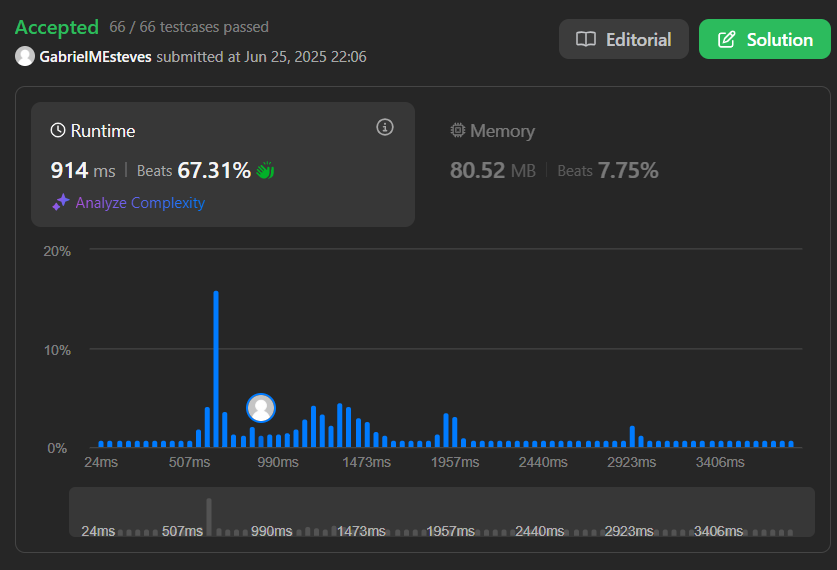 Accepted 66 / 66 testcases passed
GabrielMEsteves submitted at Jun 25, 2025 22:06
Editorial
Solution
Runtime
914 ms | Beats 67.31%
Analyze Complexity
Memory
80.52 MB | Beats 7.75%
20%
10%
0%
24ms 507ms 990ms 1473ms 1957ms 2440ms 2923ms 3406ms
24ms 507ms 990ms 1473ms 1957ms 2440ms 2923ms 3406ms